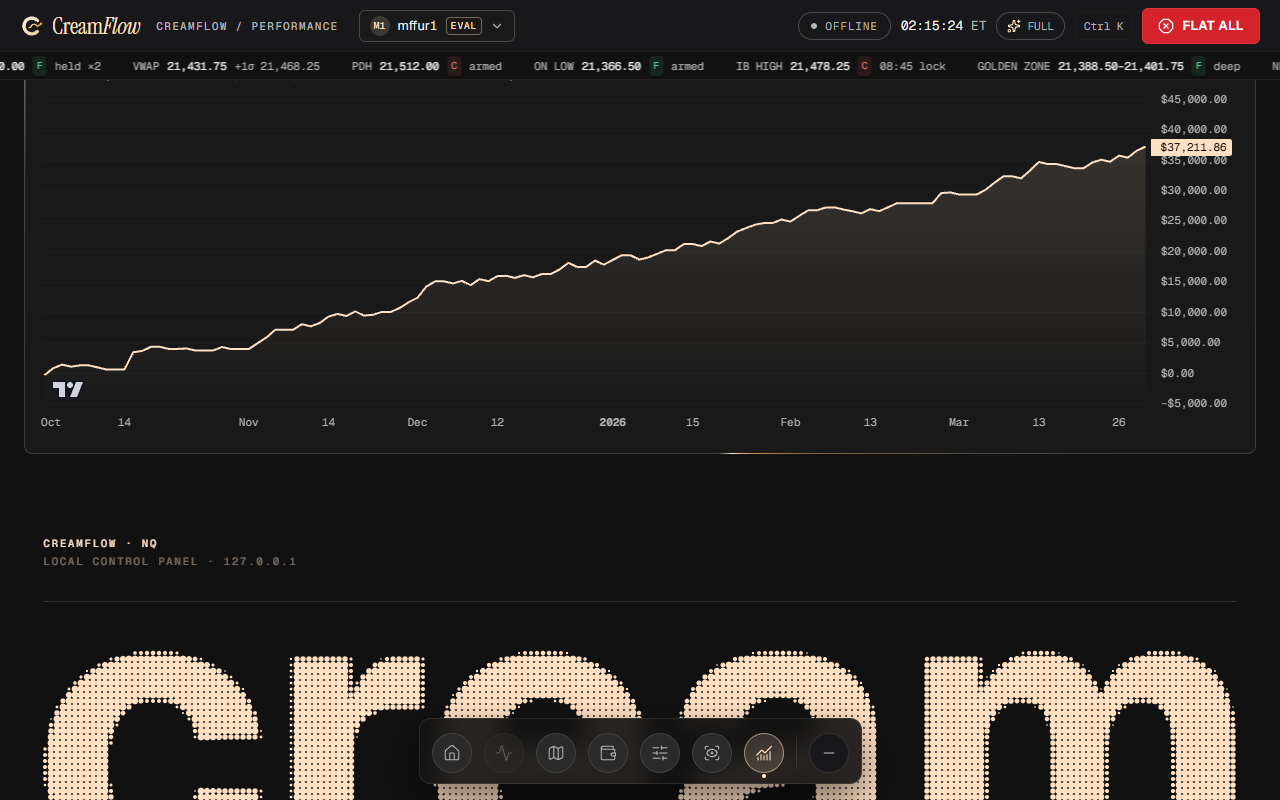 CreamFlow CREAMFLOW / PERFORMANCE M1 mffur1 EVAL OFFLINE 02:15:24 ET FULL Ctrl K FLAT ALL
0.00 F held ×2 VWAP 21,431.75 +1σ 21,468.25 PDH 21,512.00 C armed ON LOW 21,366.50 F armed IB HIGH 21,478.25 C 08:45 lock GOLDEN ZONE 21,388.50–21,401.75 F deep
$45,000.00
$40,000.00
$37,211.86
$35,000.00
$30,000.00
$25,000.00
$20,000.00
$15,000.00
$10,000.00
$5,000.00
$0.00
−$5,000.00
Oct 14 Nov 14 Dec 12 2026 15 Feb 13 Mar 13 26
CREAMFLOW · NQ
LOCAL CONTROL PANEL · 127.0.0.1
cream